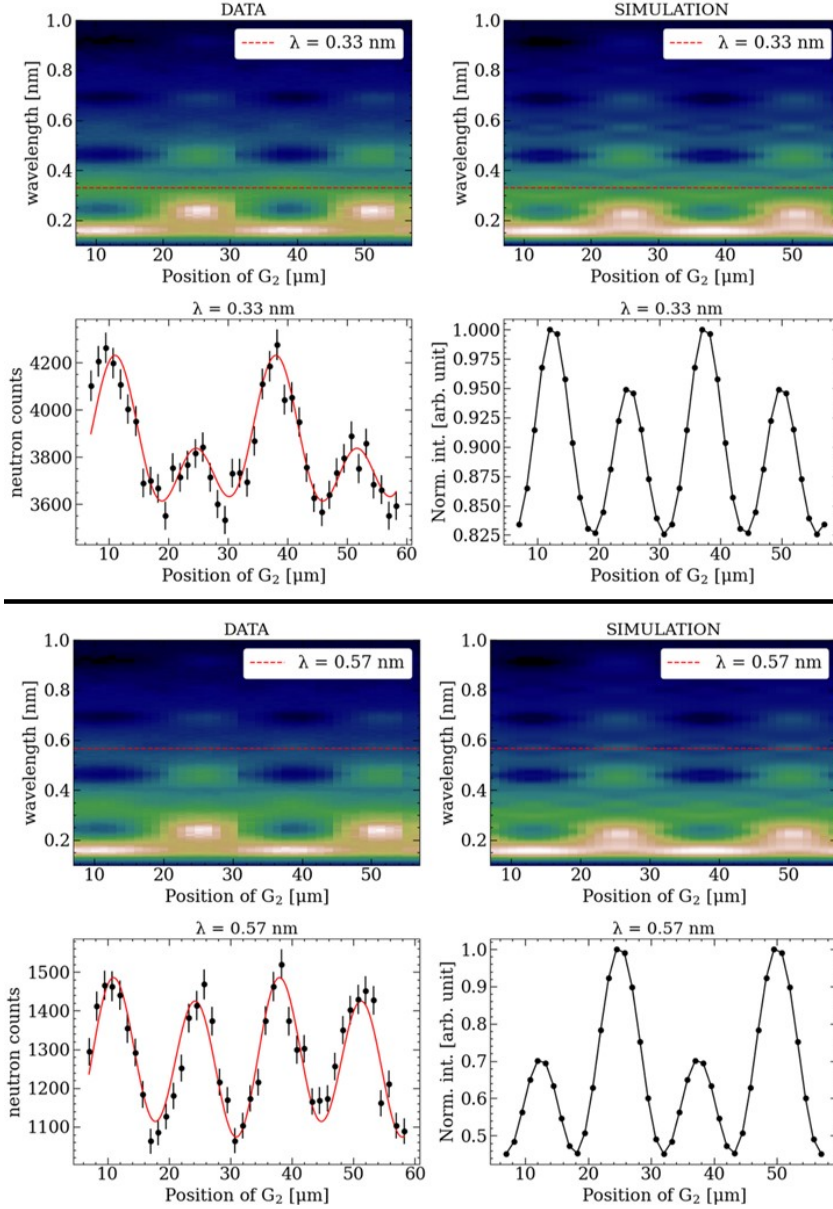 DATA
SIMULATION
1.0
0.8
0.6
0.4
0.2
wavelength [nm]
λ = 0.33 nm
10 20 30 40 50
Position of G₂ [μm]
1.0
0.8
0.6
0.4
0.2
wavelength [nm]
λ = 0.33 nm
10 20 30 40 50
Position of G₂ [μm]
λ = 0.33 nm
4200
4000
3800
3600
neutron counts
10 20 30 40 50 60
Position of G₂ [μm]
λ = 0.33 nm
1.000
0.975
0.950
0.925
0.900
0.875
0.850
0.825
Norm. int. [arb. unit]
10 20 30 40 50
Position of G₂ [μm]
DATA
SIMULATION
1.0
0.8
0.6
0.4
0.2
wavelength [nm]
λ = 0.57 nm
10 20 30 40 50
Position of G₂ [μm]
1.0
0.8
0.6
0.4
0.2
wavelength [nm]
λ = 0.57 nm
10 20 30 40 50
Position of G₂ [μm]
λ = 0.57 nm
1500
1400
1300
1200
1100
neutron counts
10 20 30 40 50 60
Position of G₂ [μm]
λ = 0.57 nm
1.0
0.9
0.8
0.7
0.6
0.5
Norm. int. [arb. unit]
10 20 30 40 50
Position of G₂ [μm]